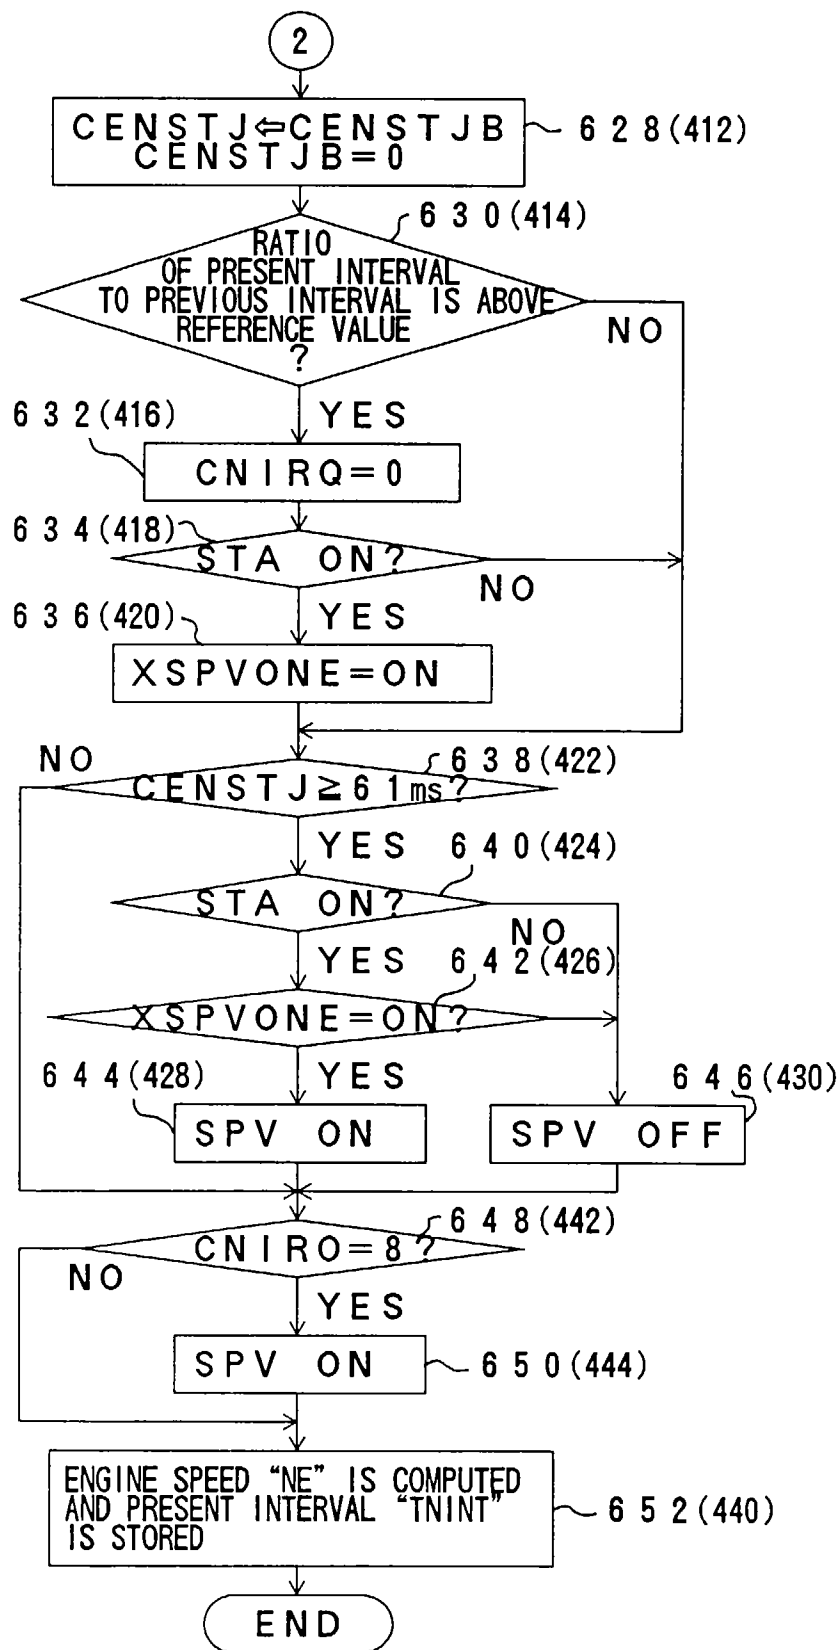 2
CENSTJ⇐CENSTJB
CENSTJB=0
628(412)
630(414)
RATIO
OF PRESENT INTERVAL
TO PREVIOUS INTERVAL IS ABOVE
REFERENCE VALUE
?
NO
YES
632(416)
CNIRQ=0
634(418)
STA ON?
NO
YES
636(420)
XSPVONE=ON
NO
638(422)
CENSTJ≧61ms?
YES
640(424)
STA ON?
NO
YES
642(426)
XSPVONE=ON?
YES
644(428)
646(430)
SPV ON
SPV OFF
648(442)
CNIRO=8?
NO
YES
SPV ON
650(444)
ENGINE SPEED “NE” IS COMPUTED
AND PRESENT INTERVAL “TNINT”
IS STORED
652(440)
END